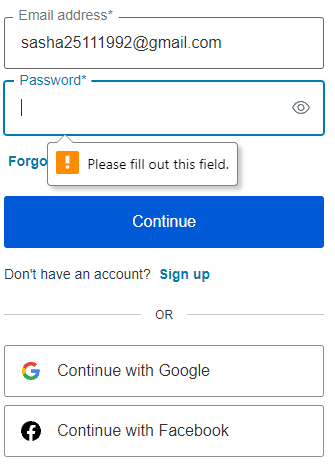 Email address*
sasha25111992@gmail.com
Password*
Forgo
Please fill out this field.
Continue
Don't have an account? Sign up
OR
Continue with Google
Continue with Facebook